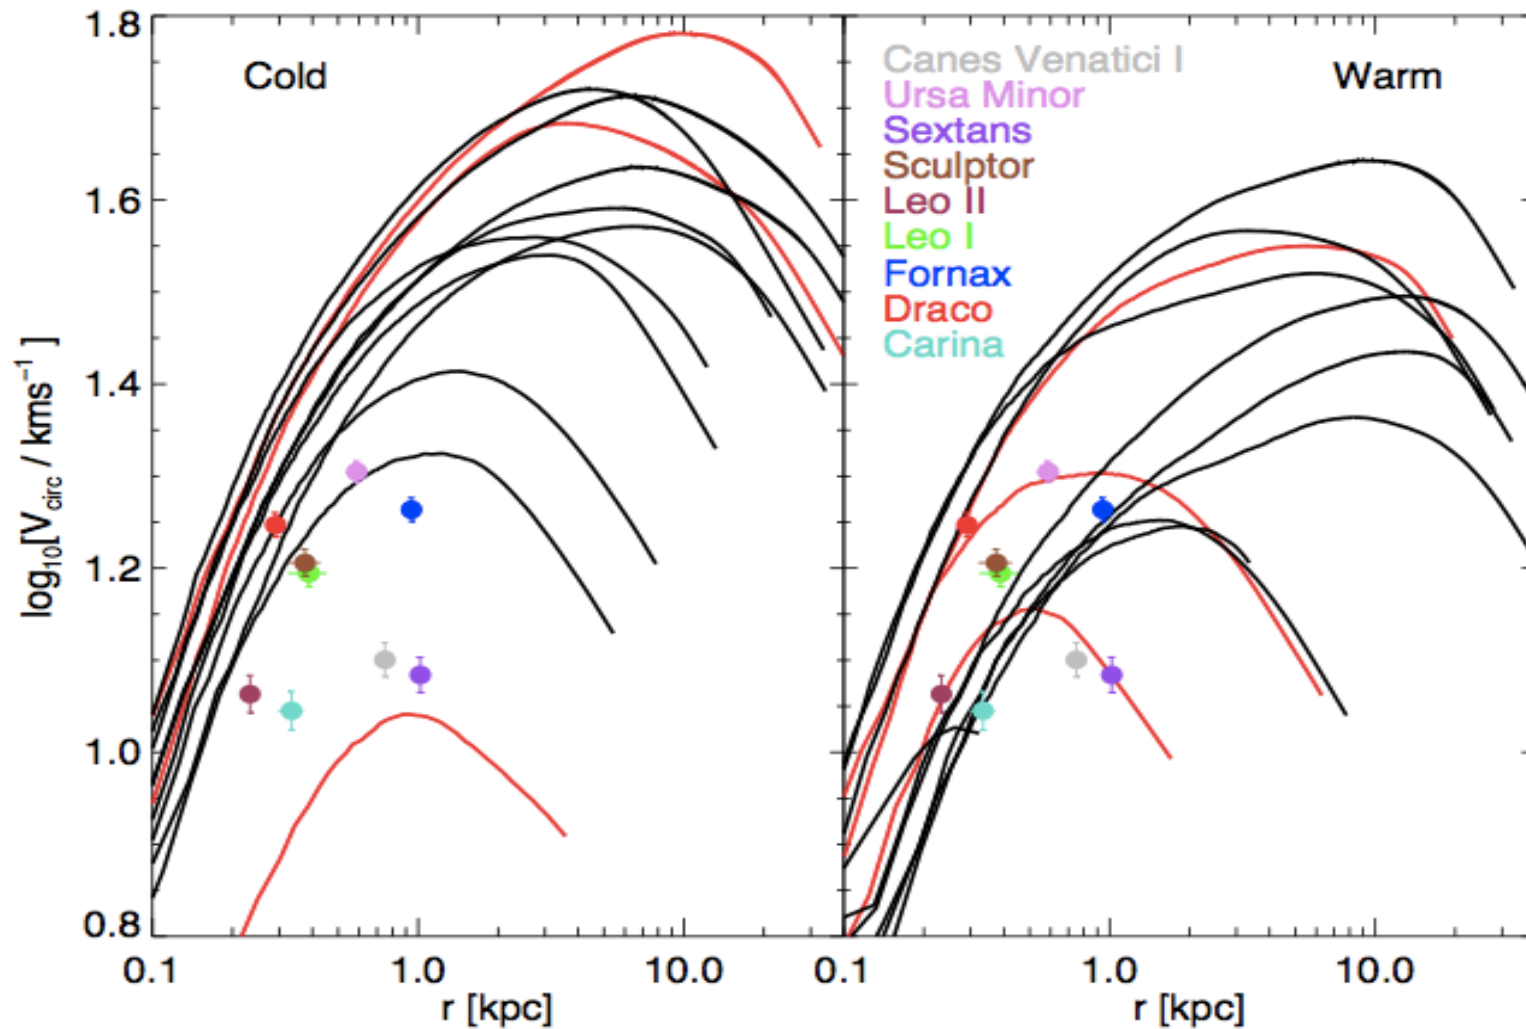 Cold
Warm
Canes Venatici I
Ursa Minor
Sextans
Sculptor
Leo II
Leo I
Fornax
Draco
Carina
log₁₀[V_circ / kms⁻¹ ]
1.8
1.6
1.4
1.2
1.0
0.8
0.1 1.0 10.0 0.1 1.0 10.0
r [kpc] r [kpc]